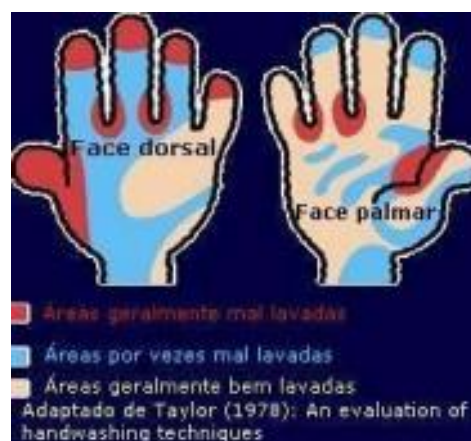 Face dorsal
Face palmar
Áreas geralmente mal lavadas
Áreas por vezes mal lavadas
Áreas geralmente bem lavadas
Adaptado de Taylor (1978): An evaluation of
handwashing techniques